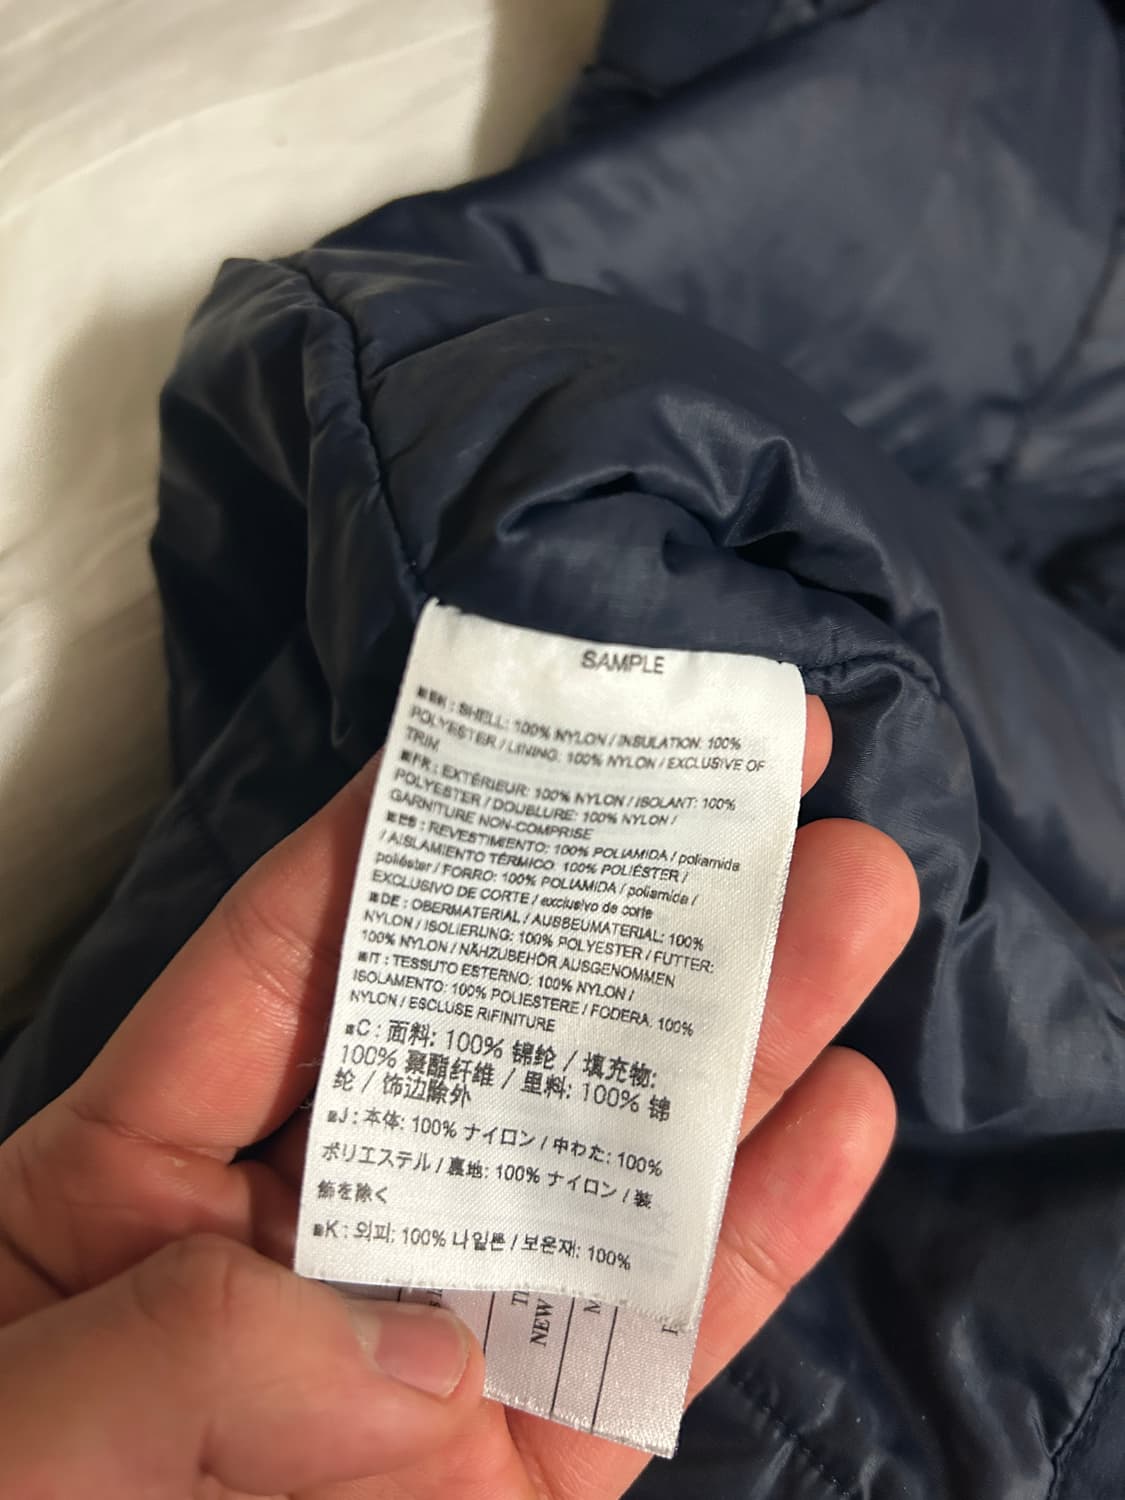 SAMPLE
■EN : SHELL: 100% NYLON / INSULATION: 100%
POLYESTER / LINING: 100% NYLON / EXCLUSIVE OF
TRIM
■FR : EXTÉRIEUR: 100% NYLON / ISOLANT: 100%
POLYESTER / DOUBLURE: 100% NYLON /
GARNITURE NON-COMPRISE
■ES : REVESTIMIENTO: 100% POLIAMIDA / poliamida
/ AISLAMIENTO TÉRMICO: 100% POLIÉSTER /
poliéster / FORRO: 100% POLIAMIDA / poliamida /
EXCLUSIVO DE CORTE / exclusivo de corte
■DE : OBERMATERIAL / AUSBEUMATERIAL: 100%
NYLON / ISOLIERUNG: 100% POLYESTER / FUTTER:
100% NYLON / NÄHZUBEHÖR AUSGENOMMEN
■IT : TESSUTO ESTERNO: 100% NYLON /
ISOLAMENTO: 100% POLIESTERE / FODERA: 100%
NYLON / ESCLUSE RIFINITURE
■C : 面料: 100% 锦纶 / 填充物:
100% 聚酯纤维 / 里料: 100% 锦
纶 / 饰边除外
■J : 本体: 100% ナイロン / 中わた: 100%
ポリエステル / 裏地: 100% ナイロン / 装
飾を除く
■K : 외피: 100% 나일론 / 보온재: 100%
NEW